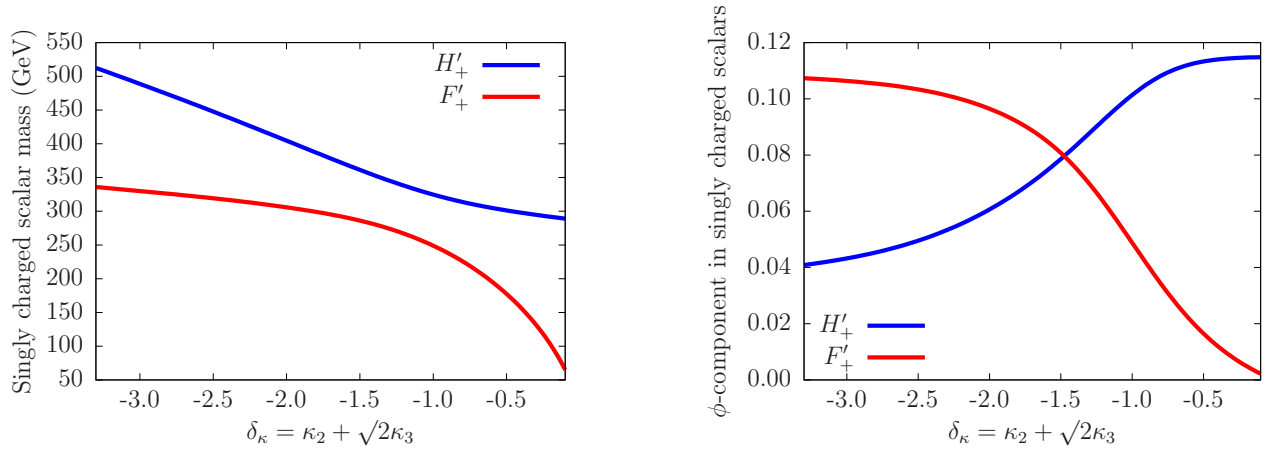 Singly charged scalar mass (GeV)
550
500
450
400
350
300
250
200
150
100
50
-3.0 -2.5 -2.0 -1.5 -1.0 -0.5
δκ = κ2 + √2κ3
H′+
F′+
ϕ-component in singly charged scalars
0.12
0.10
0.08
0.06
0.04
0.02
0.00
-3.0 -2.5 -2.0 -1.5 -1.0 -0.5
δκ = κ2 + √2κ3
H′+
F′+